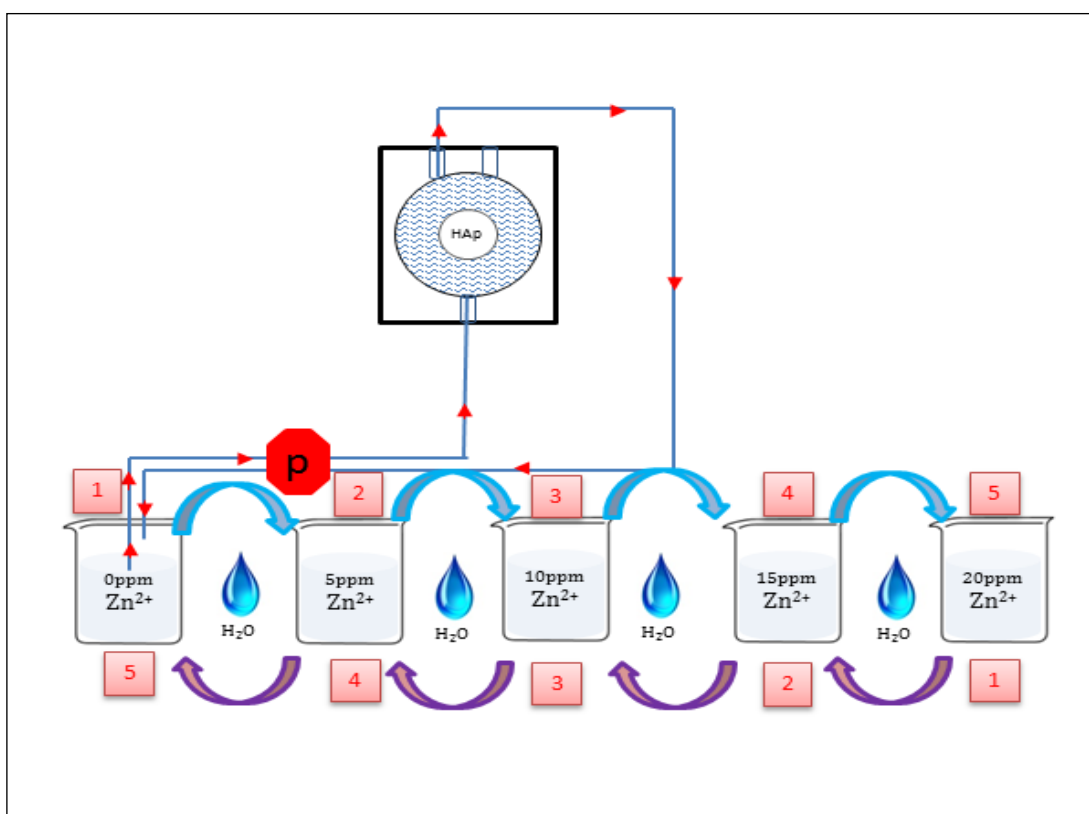 HAp
p
1
2
3
4
5
0ppm
Zn²⁺
5ppm
Zn²⁺
10ppm
Zn²⁺
15ppm
Zn²⁺
20ppm
Zn²⁺
H₂O
H₂O
H₂O
H₂O
5
4
3
2
1